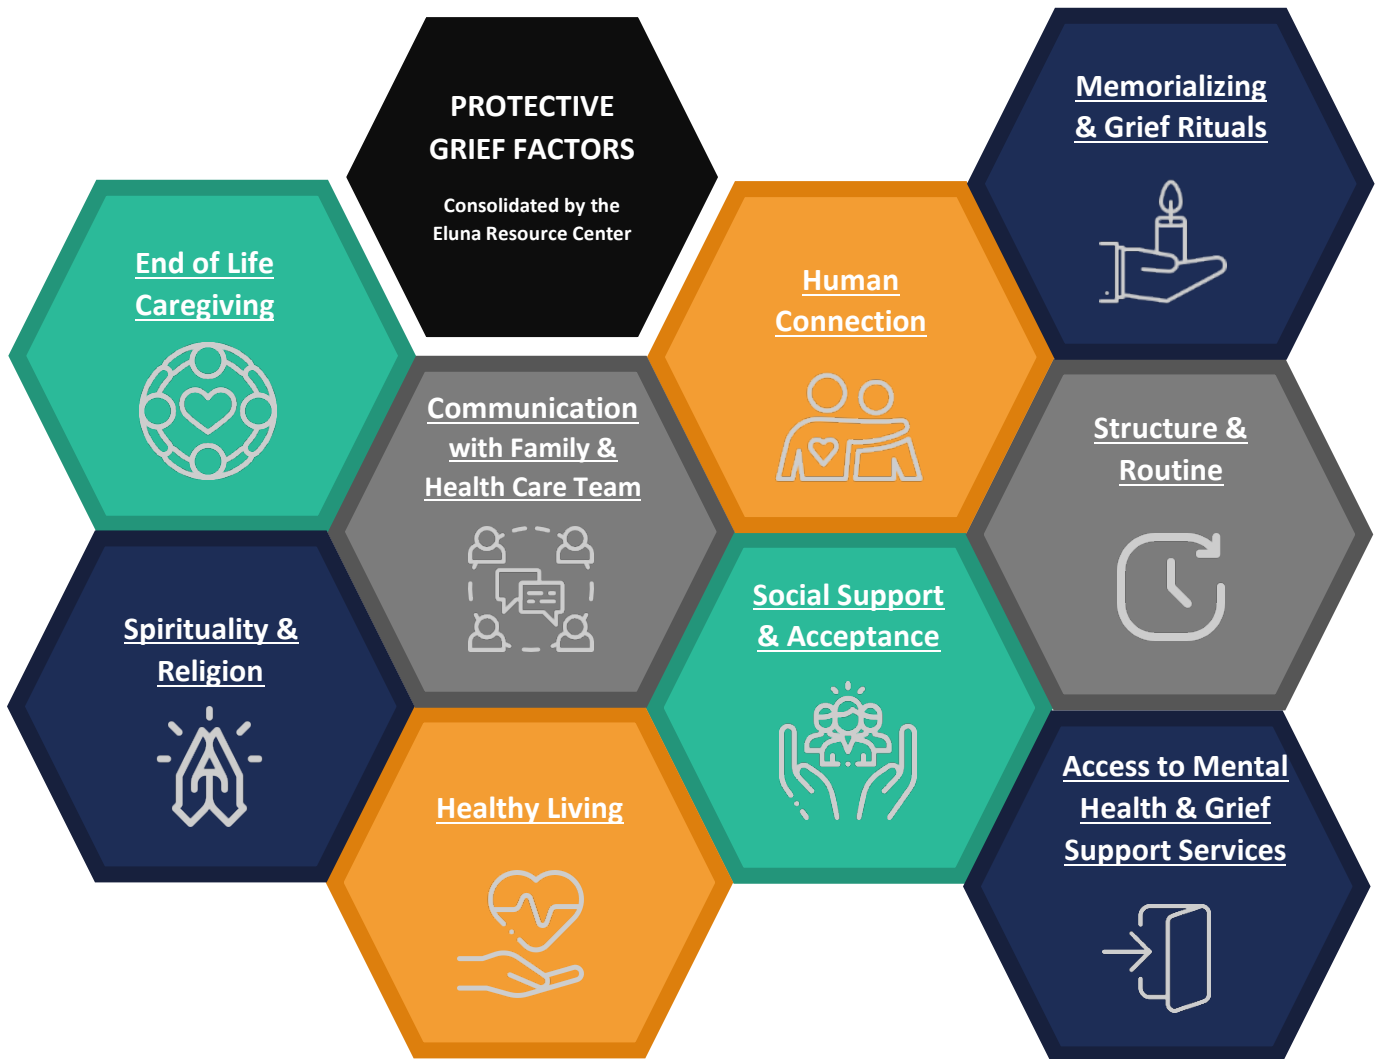 PROTECTIVE
GRIEF FACTORS
Consolidated by the
Eluna Resource Center
Memorializing
& Grief Rituals
End of Life
Caregiving
Human
Connection
Communication
with Family &
Health Care Team
Structure &
Routine
Spirituality &
Religion
Social Support
& Acceptance
Healthy Living
Access to Mental
Health & Grief
Support Services